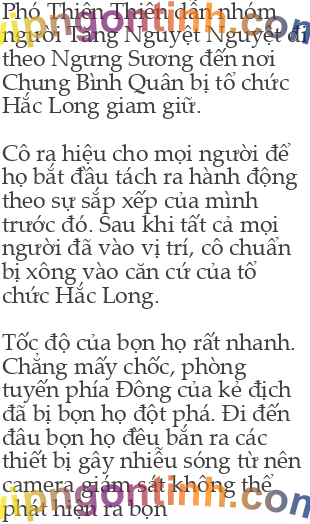 Phó Thiên Thiên dẫn nhóm
người Tăng Nguyệt Nguyệt đi
theo Ngưng Sương đến nơi
Chung Bình Quân bị tổ chức
Hắc Long giam giữ.
Cô ra hiệu cho mọi người để
họ bắt đầu tách ra hành động
theo sự sắp xếp của mình
trước đó. Sau khi tất cả mọi
người đã vào vị trí, cô chuẩn
bị xông vào căn cứ của tổ
chức Hắc Long.
Tốc độ của bọn họ rất nhanh.
Chẳng mấy chốc, phòng
tuyến phía Đông của kẻ địch
đã bị bọn họ đột phá. Đi đến
đâu bọn họ đều bắn ra các
thiết bị gây nhiễu sóng từ nên
camera giám sát không thể
phát hiện ra bọn